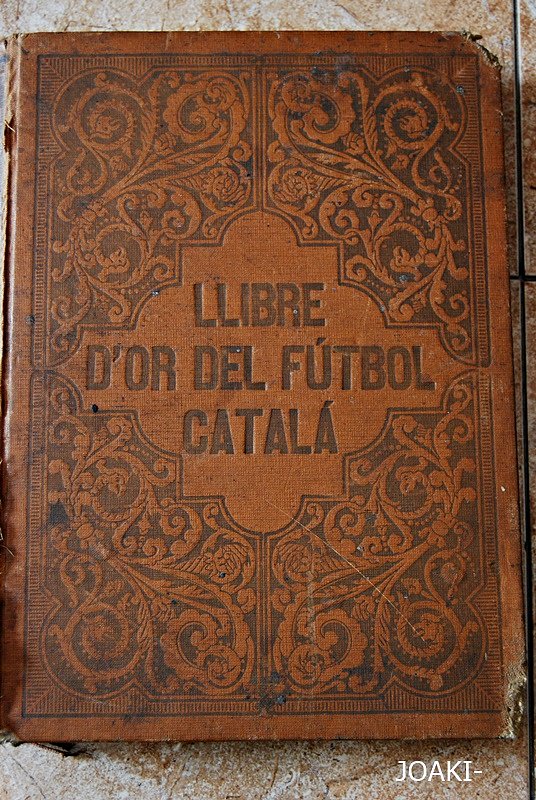 LLIBRE
D'OR DEL FÚTBOL
CATALÁ
JOAKI-